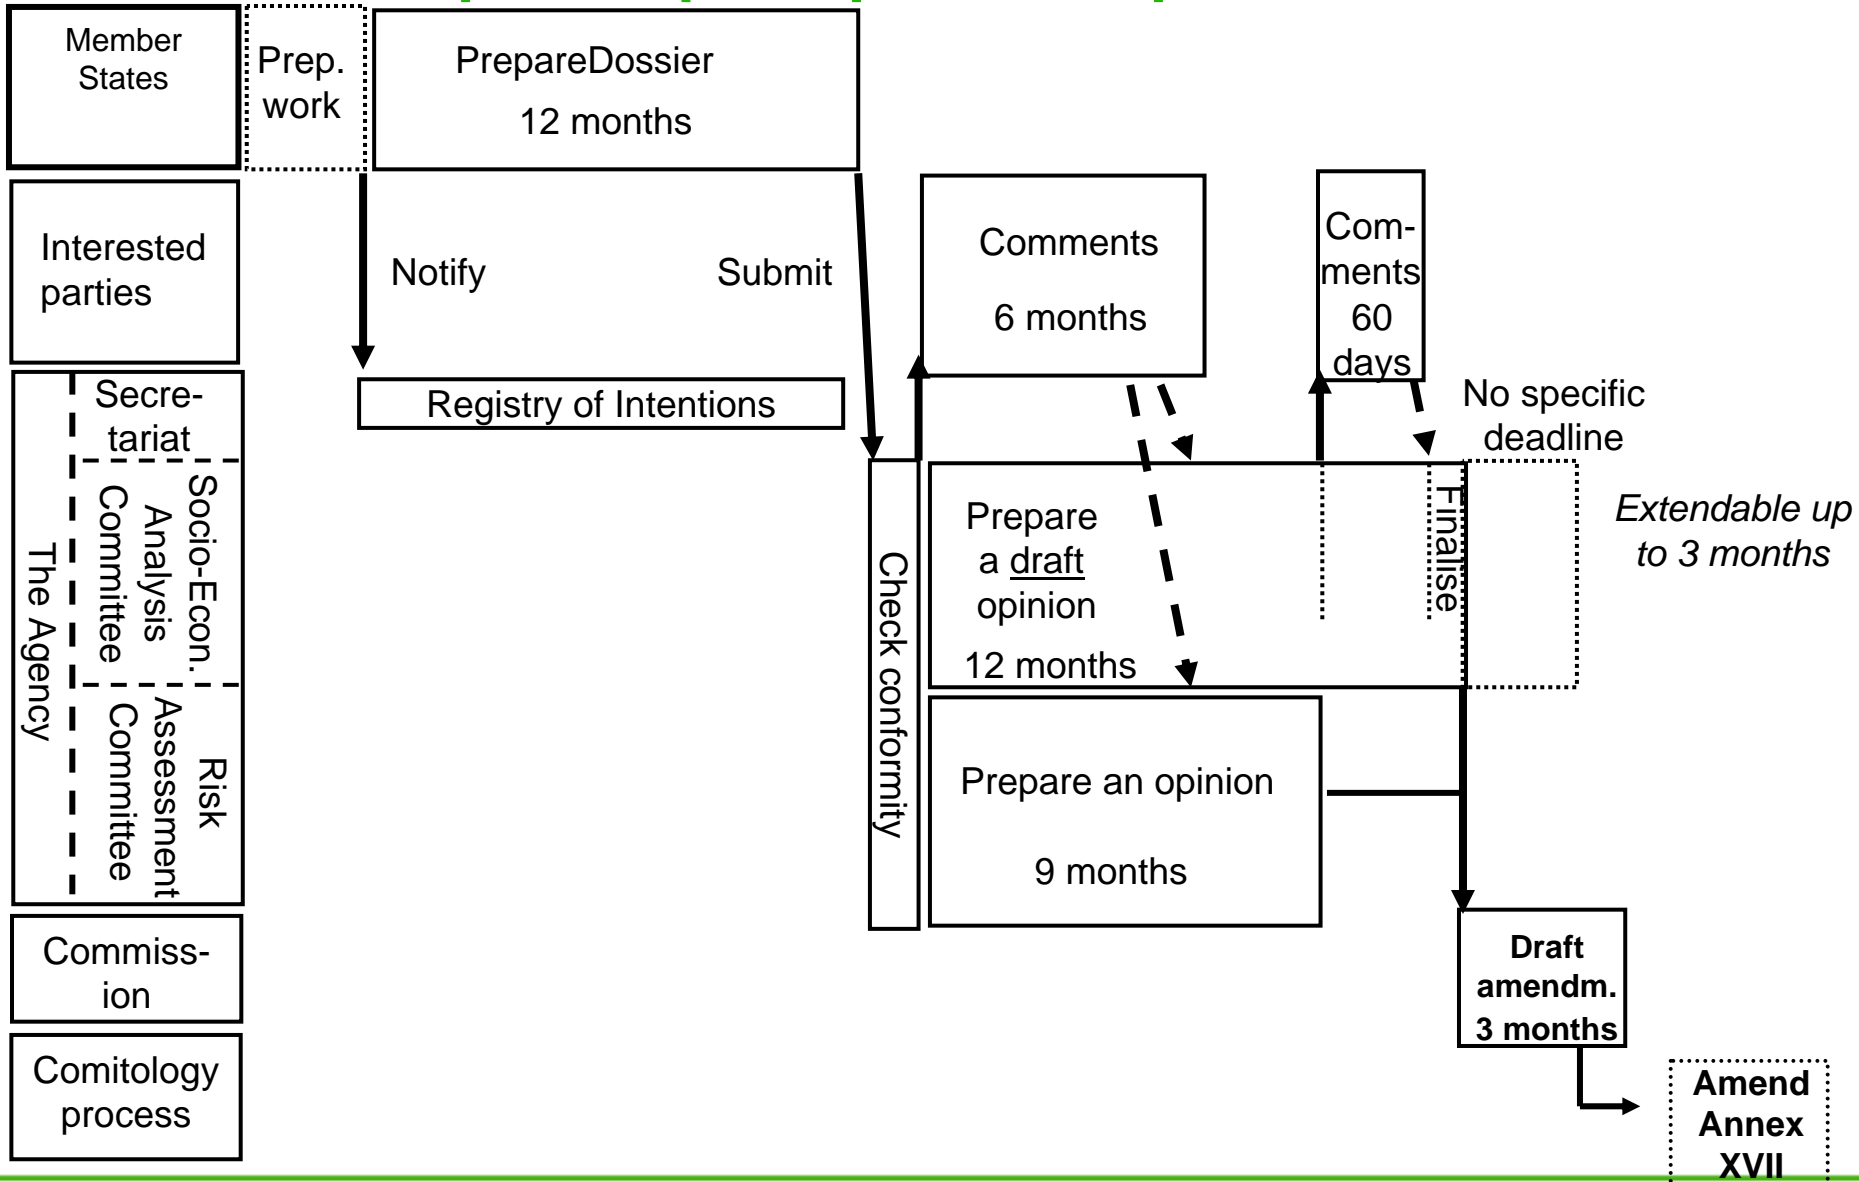 Member
States
Prep.
work
PrepareDossier
12 months
Interested
parties
Notify
Submit
Comments
6 months
Com-
ments
60
days
Secre-
tariat
Registry of Intentions
No specific
deadline
The Agency
Socio-Econ.
Analysis
Committee
Risk
Assessment
Committee
Check conformity
Prepare
a draft
opinion
12 months
Finalise
Extendable up
to 3 months
Prepare an opinion
9 months
Commiss-
ion
Draft
amendm.
3 months
Comitology
process
Amend
Annex
XVII